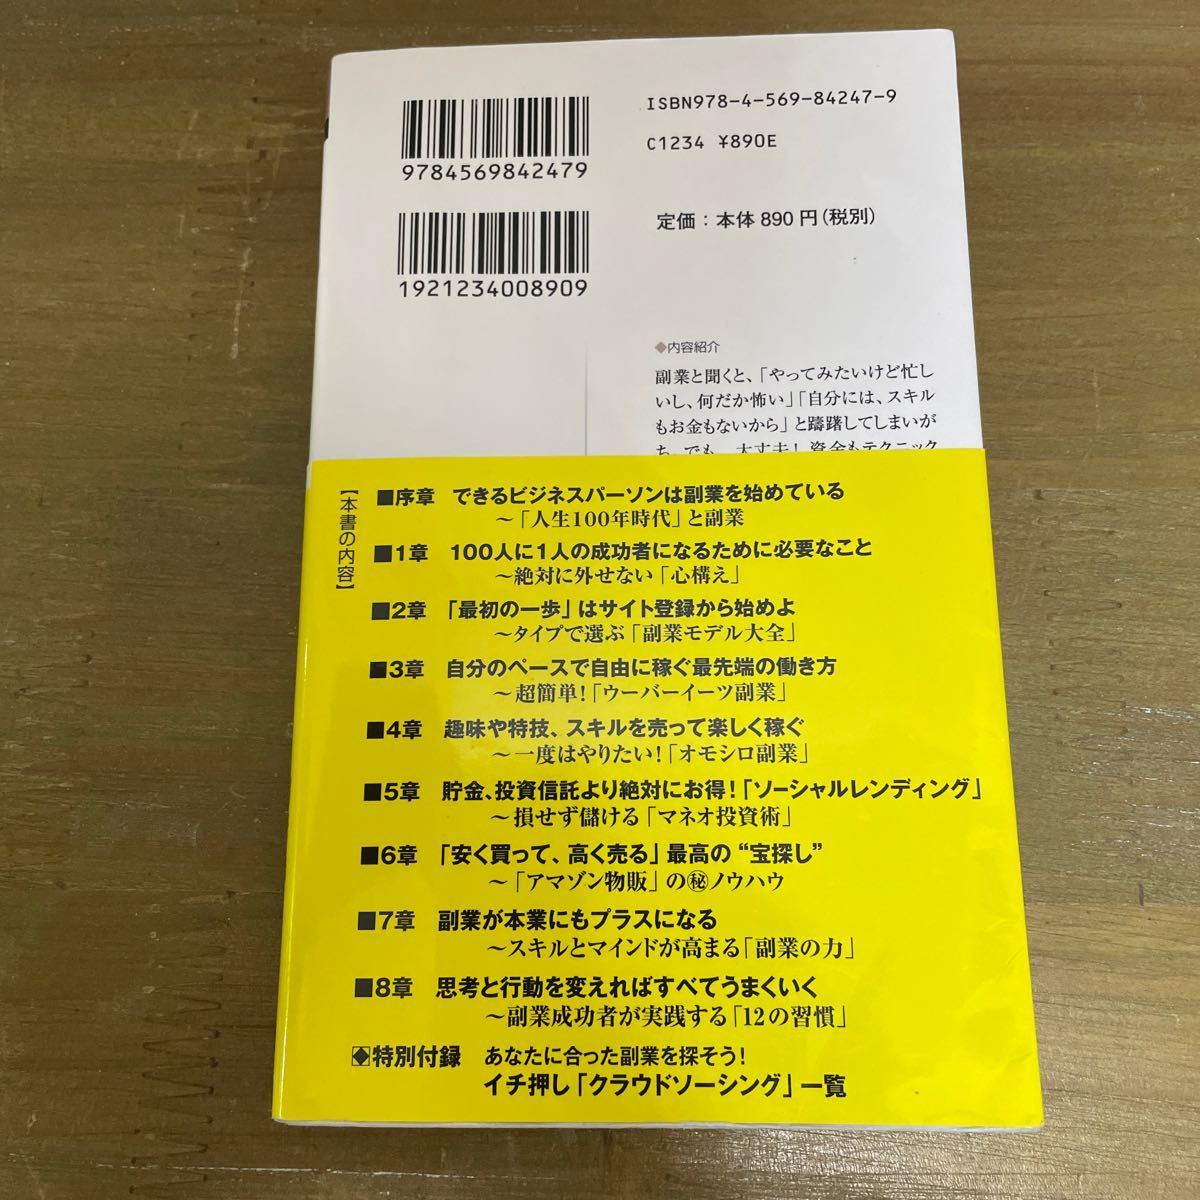 9784569842479
ISBN978-4-569-84247-9
C1234 ¥890E
1921234008909
定価：本体890円（税別）
◆内容紹介
副業と聞くと、「やってみたいけど忙し
いし、何だか怖い」「自分には、スキル
もお金もないから」と躊躇してしまいが
ち。でも、大丈夫！資金もテクニック
【本書の内容】
■序章 できるビジネスパーソンは副業を始めている
～「人生100年時代」と副業
■1章 100人に1人の成功者になるために必要なこと
～絶対に外せない「心構え」
■2章 「最初の一歩」はサイト登録から始めよ
～タイプで選ぶ「副業モデル大全」
■3章 自分のペースで自由に稼ぐ最先端の働き方
～超簡単！「ウーバーイーツ副業」
■4章 趣味や特技、スキルを売って楽しく稼ぐ
～一度はやりたい！「オモシロ副業」
■5章 貯金、投資信託より絶対にお得！「ソーシャルレンディング」
～損せず儲ける「マネオ投資術」
■6章 「安く買って、高く売る」最高の“宝探し”
～「アマゾン物販」の㊙ノウハウ
■7章 副業が本業にもプラスになる
～スキルとマインドが高まる「副業の力」
■8章 思考と行動を変えればすべてうまくいく
～副業成功者が実践する「12の習慣」
◆特別付録 あなたに合った副業を探そう！
イチ押し「クラウドソーシング」一覧